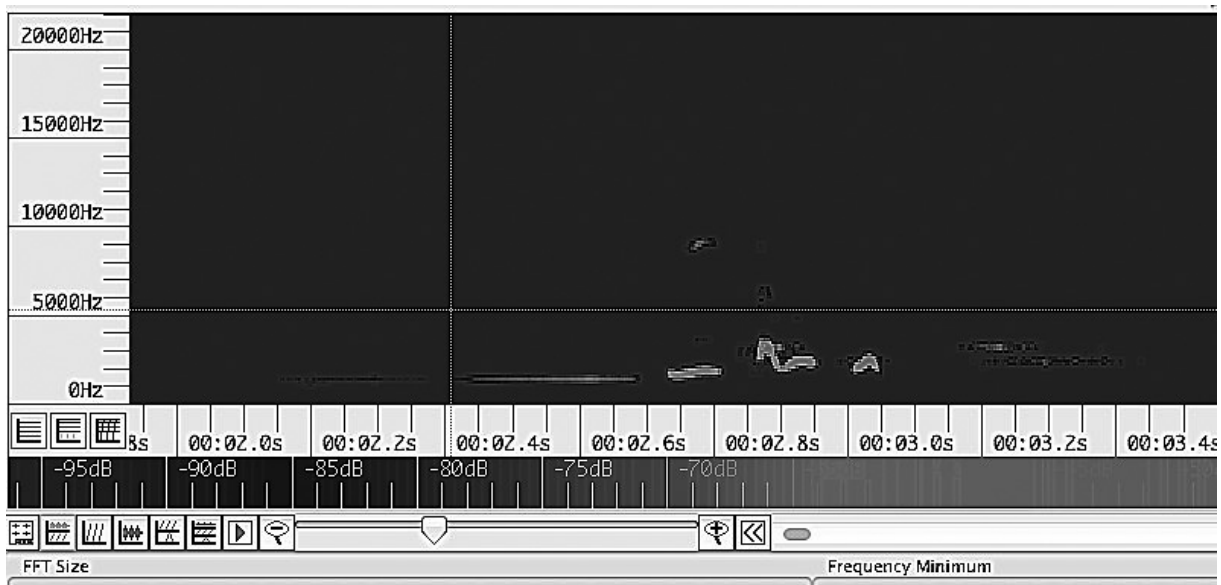 20000Hz
15000Hz
10000Hz
5000Hz
0Hz
8s 00:02.0s 00:02.2s 00:02.4s 00:02.6s 00:02.8s 00:03.0s 00:03.2s 00:03.4s
-95dB -90dB -85dB -80dB -75dB -70dB
FFT Size Frequency Minimum